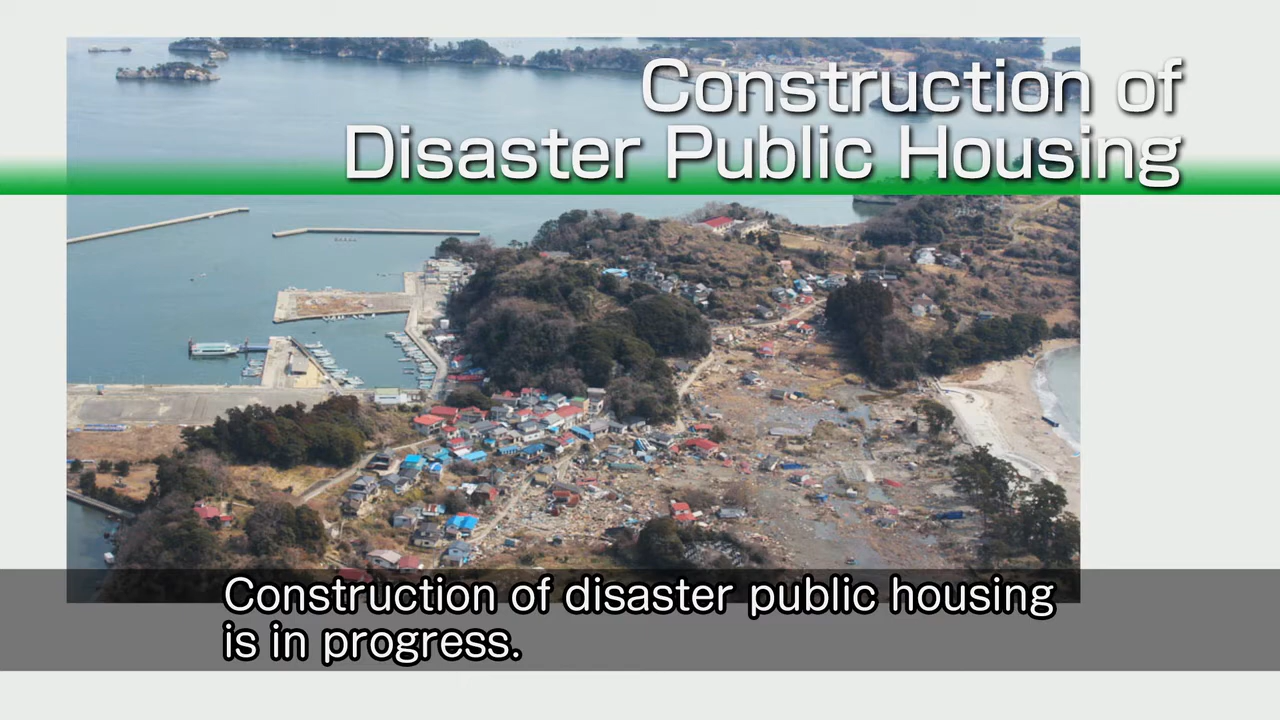 Construction of
Disaster Public Housing
Construction of disaster public housing
is in progress.